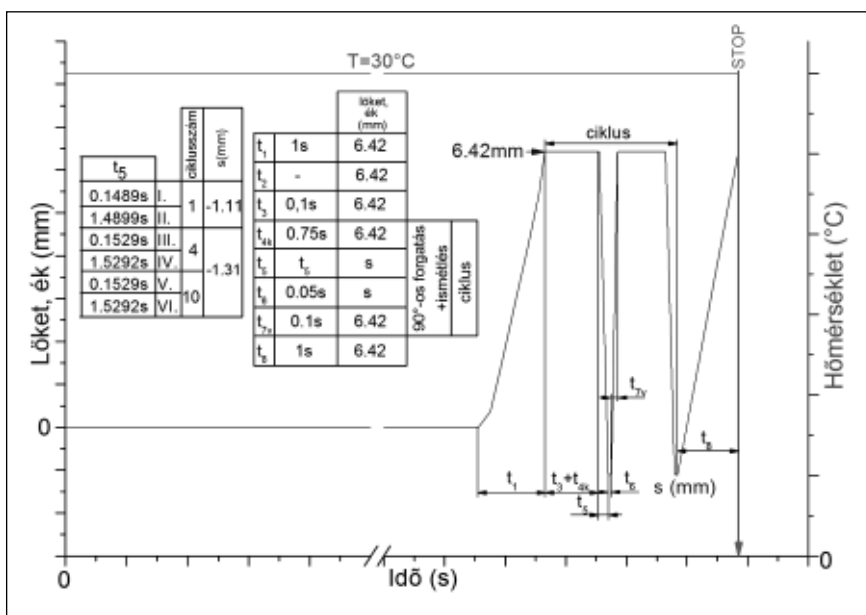 T=30°C
STOP
ciklus
6.42mm
t5
ciklusszám
s(mm)
0.1489s I.
1.4899s II.
1 -1.11
0.1529s III.
1.5292s IV.
4
-1.31
0.1529s V.
1.5292s VI.
10
löket,
ék
(mm)
t1 1s 6.42
t2 - 6.42
t3 0,1s 6.42
t4k 0.75s 6.42
t5 t5 s
t6 0.05s s
t7v 0.1s 6.42
t8 1s 6.42
90°-os forgatás
+ismétlés
ciklus
t7v
t8
t1
t3+t4k
t6
t5
s (mm)
Löket, ék (mm)
0
0
Idő (s)
0
Hőmérséklet (°C)